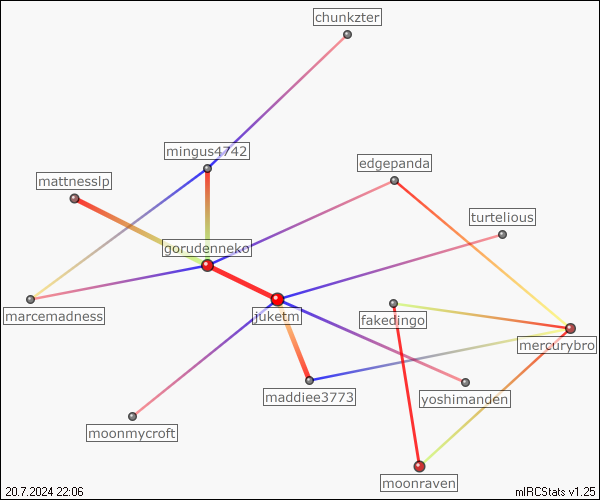 chunkzter
mingus4742
edgepanda
mattnesslp
turtelious
gorudenneko
marcemadness
juketm
fakedingo
mercurybro
maddiee3773
yoshimanden
moonmycroft
moonraven
20.7.2024 22:06
mIRCStats v1.25